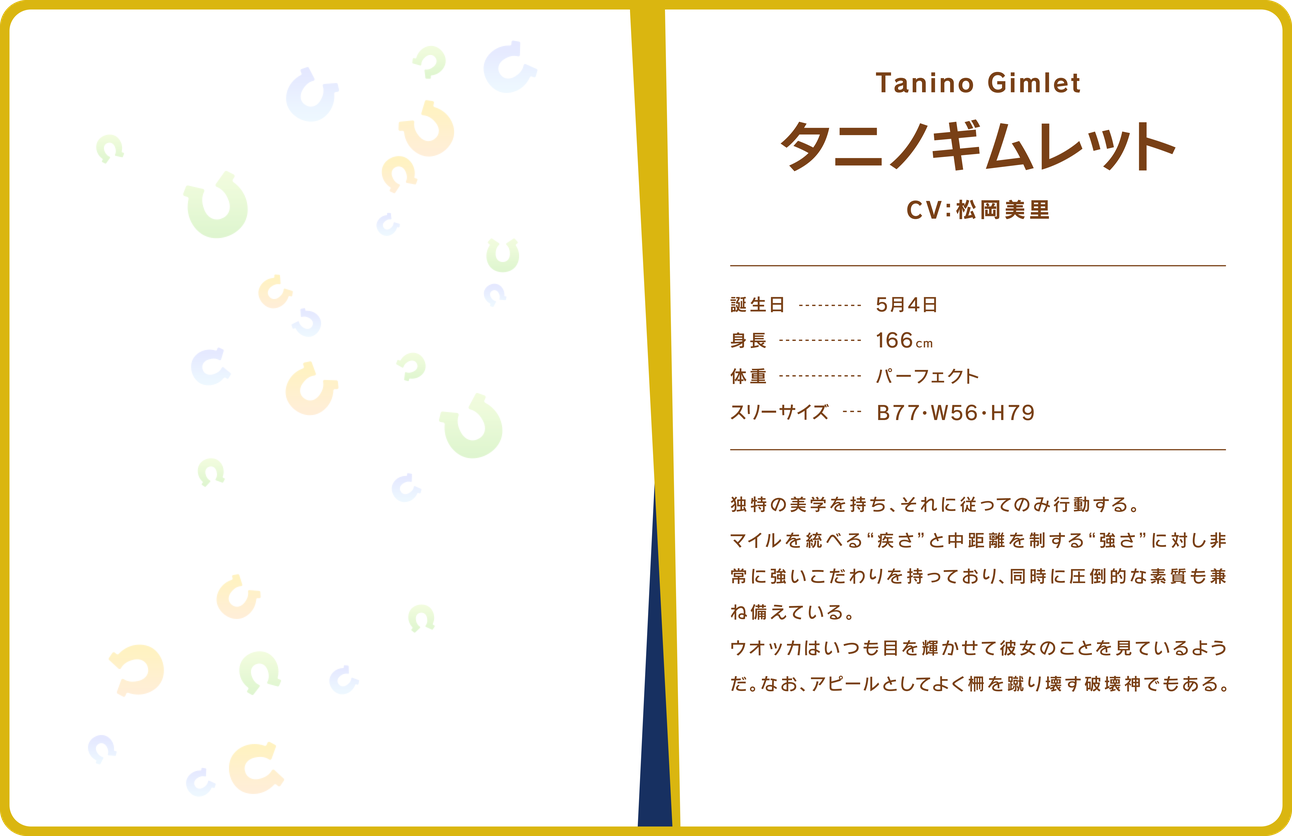 Tanino Gimlet
タニノギムレット
CV:松岡美里
誕生日 ---------- 5月4日
身長 ------------- 166cm
体重 ------------- パーフェクト
スリーサイズ --- B77・W56・H79
独特の美学を持ち、それに従ってのみ行動する。
マイルを統べる“疾さ”と中距離を制する“強さ”に対し非
常に強いこだわりを持っており、同時に圧倒的な素質も兼
ね備えている。
ウオッカはいつも目を輝かせて彼女のことを見ているよう
だ。なお、アピールとしてよく柵を蹴り壊す破壊神でもある。